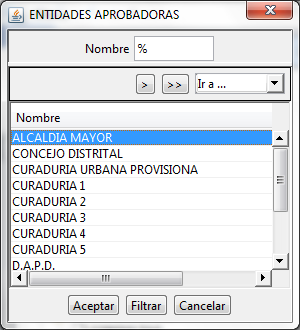 ENTIDADES APROBADORAS
Nombre %
> >> Ir a ...
Nombre
ALCALDIA MAYOR
CONCEJO DISTRITAL
CURADURIA URBANA PROVISIONA
CURADURIA 1
CURADURIA 2
CURADURIA 3
CURADURIA 4
CURADURIA 5
D.A.P.D.
Aceptar Filtrar Cancelar